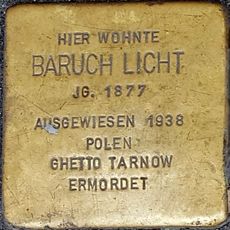 HIER WOHNTE
BARUCH LICHT
JG. 1877
AUSGEWIESEN 1938
POLEN
GHETTO TARNOW
ERMORDET